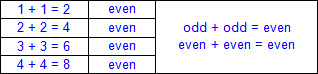 1 + 1 = 2 even
2 + 2 = 4 even
3 + 3 = 6 even
4 + 4 = 8 even
odd + odd = even
even + even = even